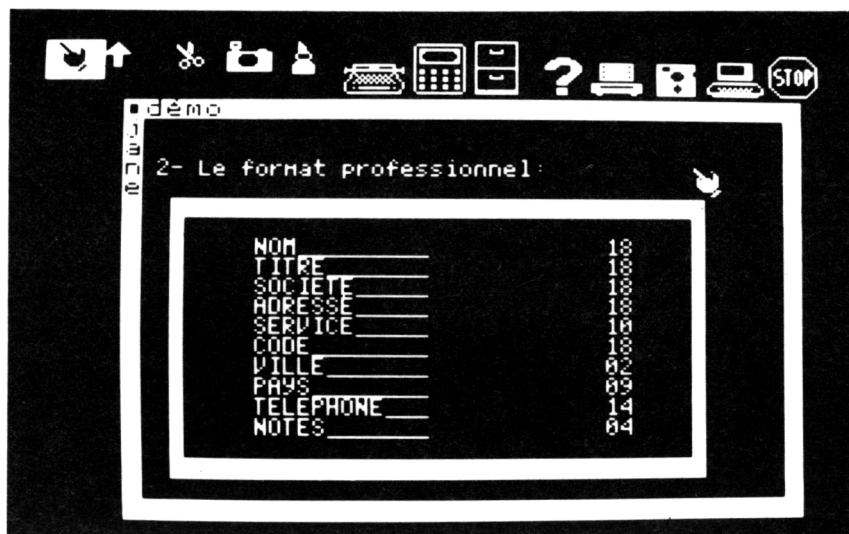 STOP
démo
Jane
2- Le format professionnel:
NOM 18
TITRE 18
SOCIETE 18
ADRESSE 18
SERVICE 10
CODE 18
VILLE 02
PAYS 09
TELEPHONE 14
NOTES 04